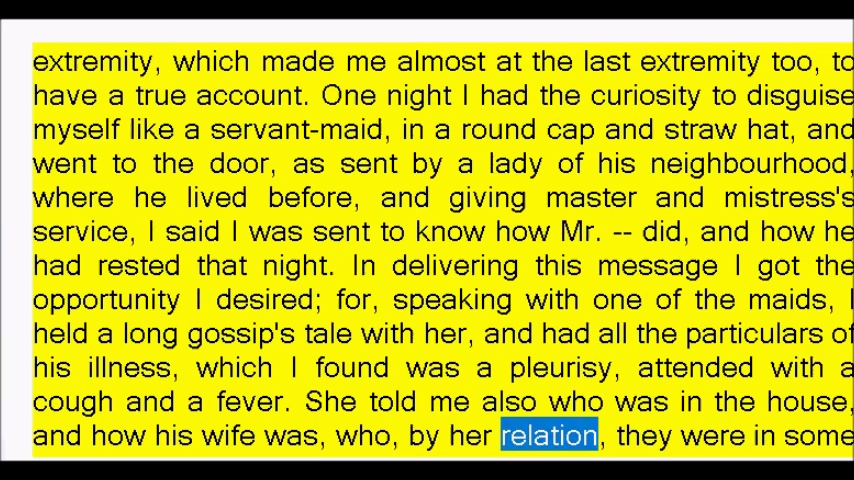 extremity, which made me almost at the last extremity too, to
have a true account. One night I had the curiosity to disguise
myself like a servant-maid, in a round cap and straw hat, and
went to the door, as sent by a lady of his neighbourhood,
where he lived before, and giving master and mistress's
service, I said I was sent to know how Mr. -- did, and how he
had rested that night. In delivering this message I got the
opportunity I desired; for, speaking with one of the maids, I
held a long gossip's tale with her, and had all the particulars of
his illness, which I found was a pleurisy, attended with a
cough and a fever. She told me also who was in the house,
and how his wife was, who, by her relation, they were in some